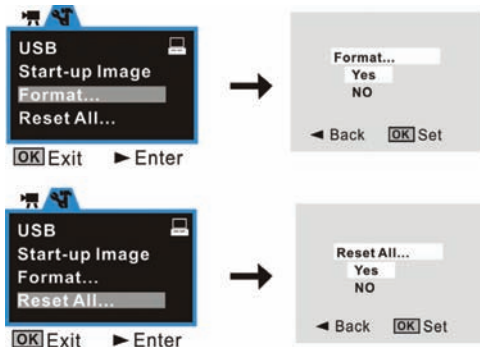 USB
Start-up Image
Format...
Reset All...
OK Exit ► Enter
Format...
Yes
NO
◄ Back OK Set
USB
Start-up Image
Format...
Reset All...
OK Exit ► Enter
Reset All...
Yes
NO
◄ Back OK Set